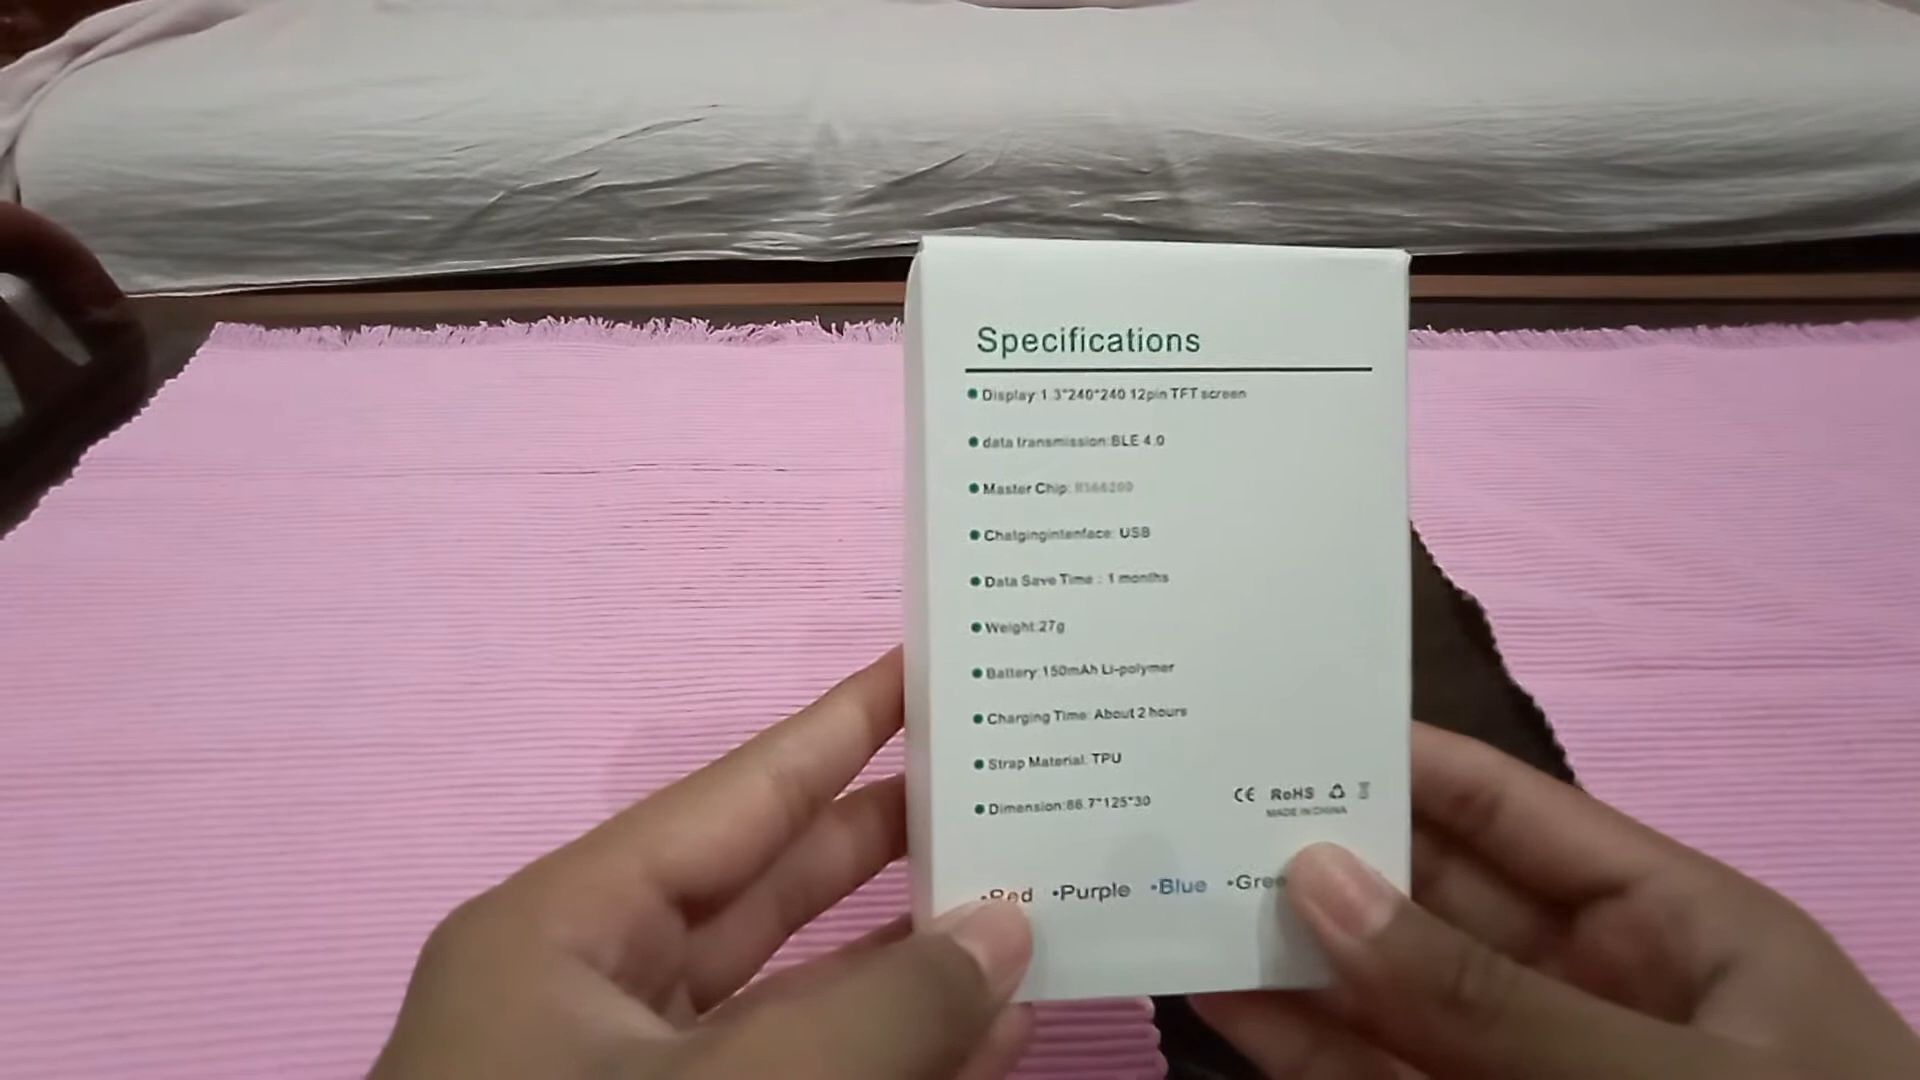 Specifications
Display:1.3"240*240 12pin TFT screen
data transmission:BLE 4.0
Master Chip:
Chalgingintenface: USB
Data Save Time : 1 months
Weight:27g
Battery:150mAh Li-polymer
Charging Time: About 2 hours
Strap Material: TPU
Dimension:86.7*125*30
CE RoHS
MADE IN CHINA
•Red •Purple •Blue